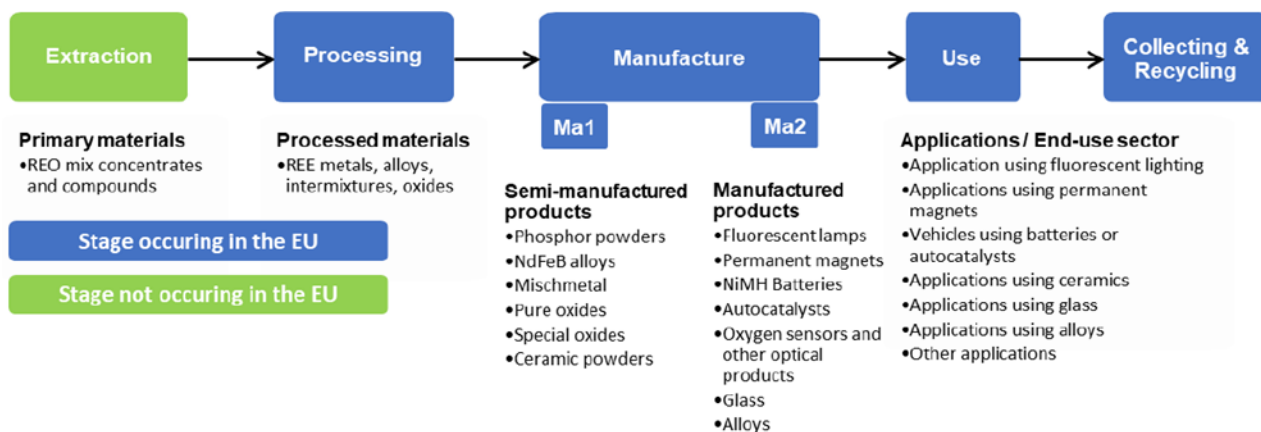 Extraction
Processing
Manufacture
Use
Collecting &
Recycling
Ma1
Ma2
Primary materials
•REO mix concentrates
and compounds
Processed materials
•REE metals, alloys,
intermixtures, oxides
Semi-manufactured
products
•Phosphor powders
•NdFeB alloys
•Mischmetal
•Pure oxides
•Special oxides
•Ceramic powders
Manufactured
products
•Fluorescent lamps
•Permanent magnets
•NiMH Batteries
•Autocatalysts
•Oxygen sensors and
other optical
products
•Glass
•Alloys
Applications / End-use sector
•Application using fluorescent lighting
•Applications using permanent
magnets
•Vehicles using batteries or
autocatalysts
•Applications using ceramics
•Applications using glass
•Applications using alloys
•Other applications
Stage occuring in the EU
Stage not occuring in the EU